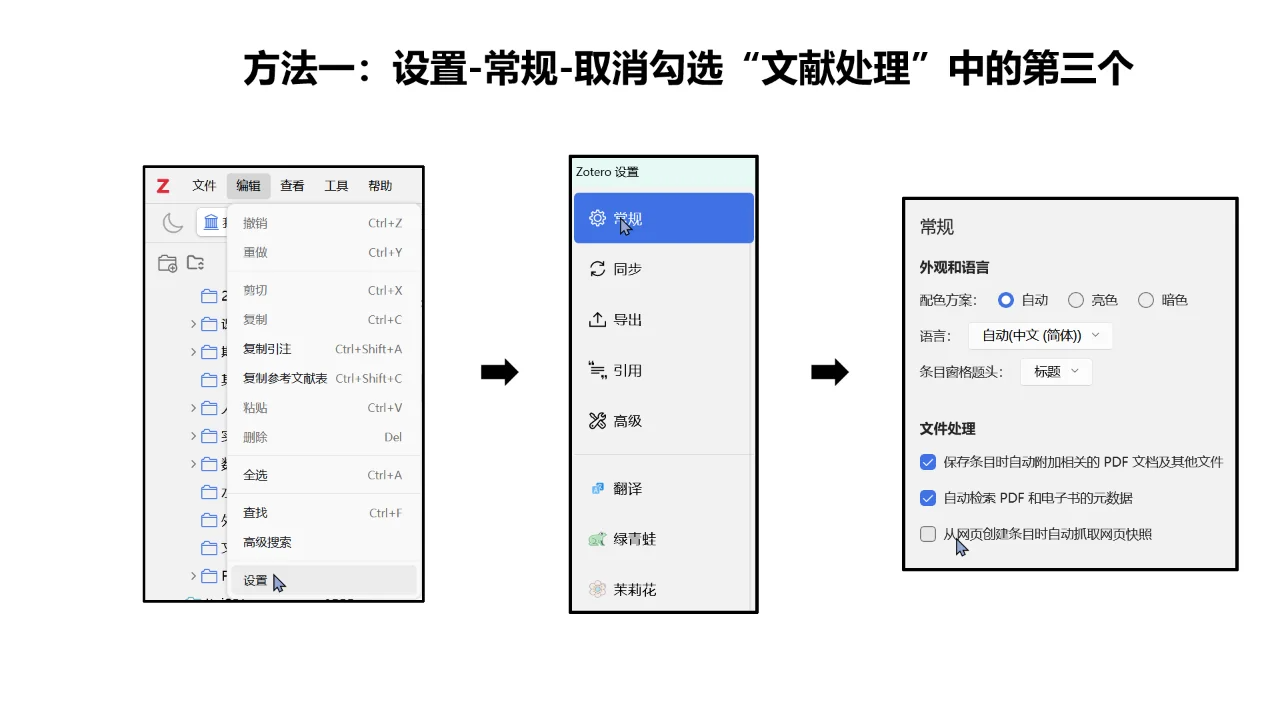 方法一：设置-常规-取消勾选“文献处理”中的第三个
Z 文件 编辑 查看 工具 帮助
撤销 Ctrl+Z
重做 Ctrl+Y
剪切 Ctrl+X
复制 Ctrl+C
复制引注 Ctrl+Shift+A
复制参考文献表 Ctrl+Shift+C
粘贴 Ctrl+V
删除 Del
全选 Ctrl+A
查找 Ctrl+F
高级搜索
设置
Zotero 设置
常规
同步
导出
引用
高级
翻译
绿青蛙
茉莉花
常规
外观和语言
配色方案： 自动 亮色 暗色
语言： 自动(中文 (简体))
条目窗格题头： 标题
文件处理
保存条目时自动附加相关的 PDF 文档及其他文件
自动检索 PDF 和电子书的元数据
从网页创建条目时自动抓取网页快照